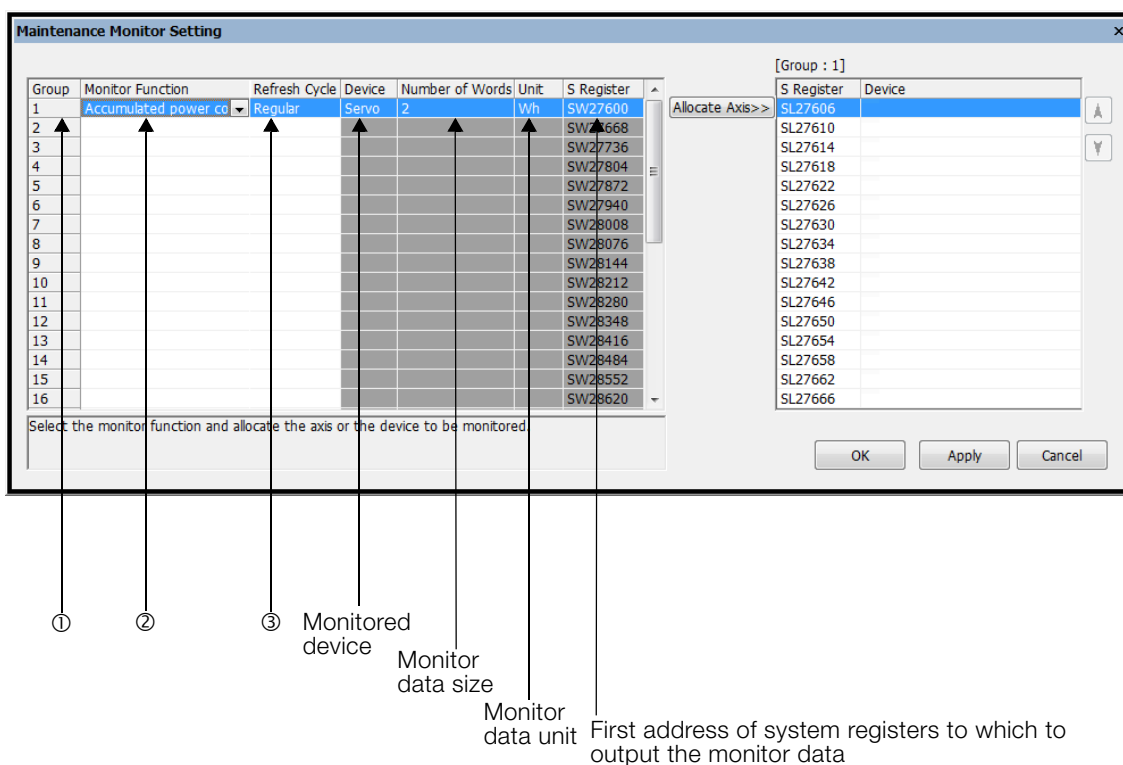 Maintenance Monitor Setting ×
[Group : 1]
Group Monitor Function Refresh Cycle Device Number of Words Unit S Register
1 Accumulated power co Regular Servo 2 Wh SW27600
2 SW27668
3 SW27736
4 SW27804
5 SW27872
6 SW27940
7 SW28008
8 SW28076
9 SW28144
10 SW28212
11 SW28280
12 SW28348
13 SW28416
14 SW28484
15 SW28552
16 SW28620
Allocate Axis>>
S Register Device
SL27606
SL27610
SL27614
SL27618
SL27622
SL27626
SL27630
SL27634
SL27638
SL27642
SL27646
SL27650
SL27654
SL27658
SL27662
SL27666
Select the monitor function and allocate the axis or the device to be monitored.
OK Apply Cancel
① ② ③ Monitored
device
Monitor
data size
Monitor
data unit
First address of system registers to which to
output the monitor data